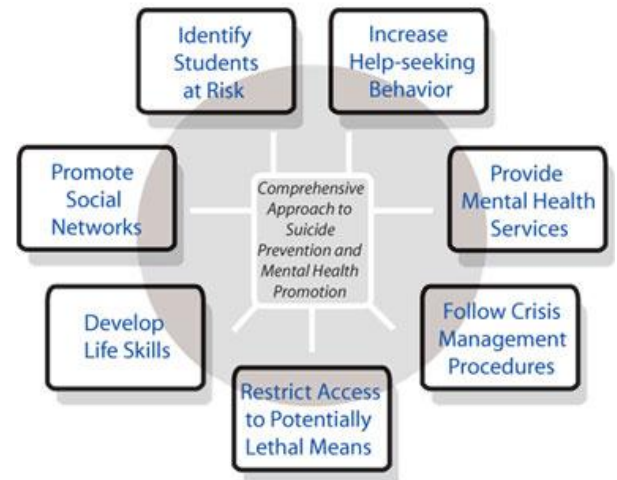 Identify
Students
at Risk
Increase
Help-seeking
Behavior
Promote
Social
Networks
Comprehensive
Approach to
Suicide
Prevention and
Mental Health
Promotion
Provide
Mental Health
Services
Develop
Life Skills
Follow Crisis
Management
Procedures
Restrict Access
to Potentially
Lethal Means